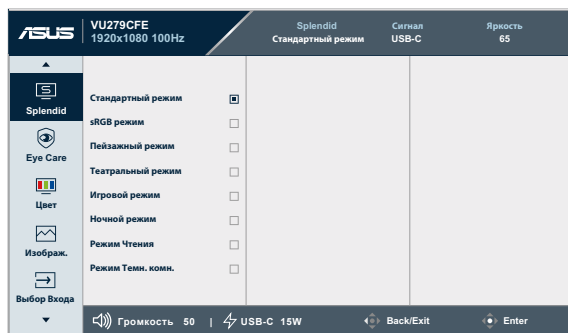 ASUS
VU279CFE
1920x1080 100Hz
Splendid
Стандартный режим
Сигнал
USB-C
Яркость
65
Splendid
Eye Care
Цвет
Изображ.
Выбор Входа
Стандартный режим
sRGB режим
Пейзажный режим
Театральный режим
Игровой режим
Ночной режим
Режим Чтения
Режим Темн. комн.
Громкость 50 | USB-C 15W
Back/Exit
Enter